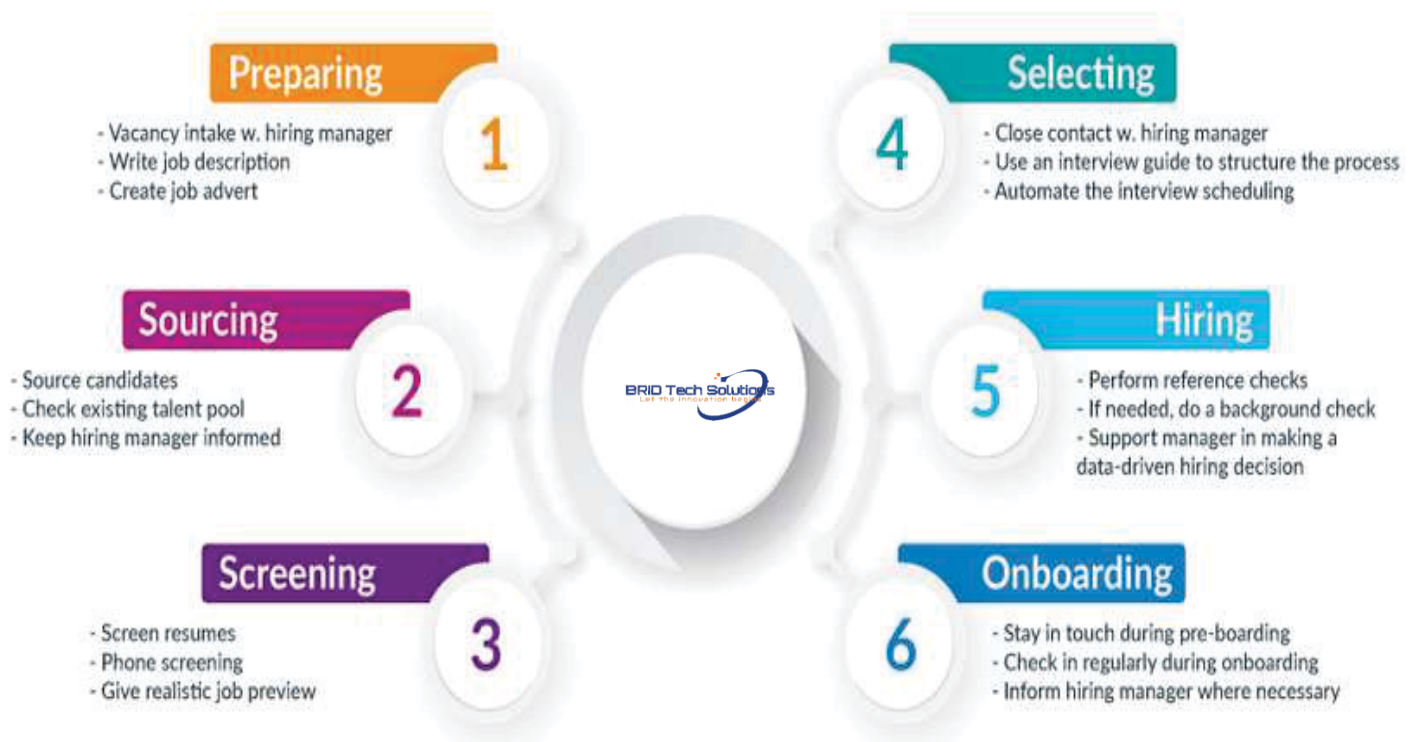 Preparing
1
- Vacancy intake w. hiring manager
- Write job description
- Create job advert
Sourcing
2
- Source candidates
- Check existing talent pool
- Keep hiring manager informed
Screening
3
- Screen resumes
- Phone screening
- Give realistic job preview
BRID Tech Solutions
Let the innovation begin
Selecting
4
- Close contact w. hiring manager
- Use an interview guide to structure the process
- Automate the interview scheduling
Hiring
5
- Perform reference checks
- If needed, do a background check
- Support manager in making a
data-driven hiring decision
Onboarding
6
- Stay in touch during pre-boarding
- Check in regularly during onboarding
- Inform hiring manager where necessary